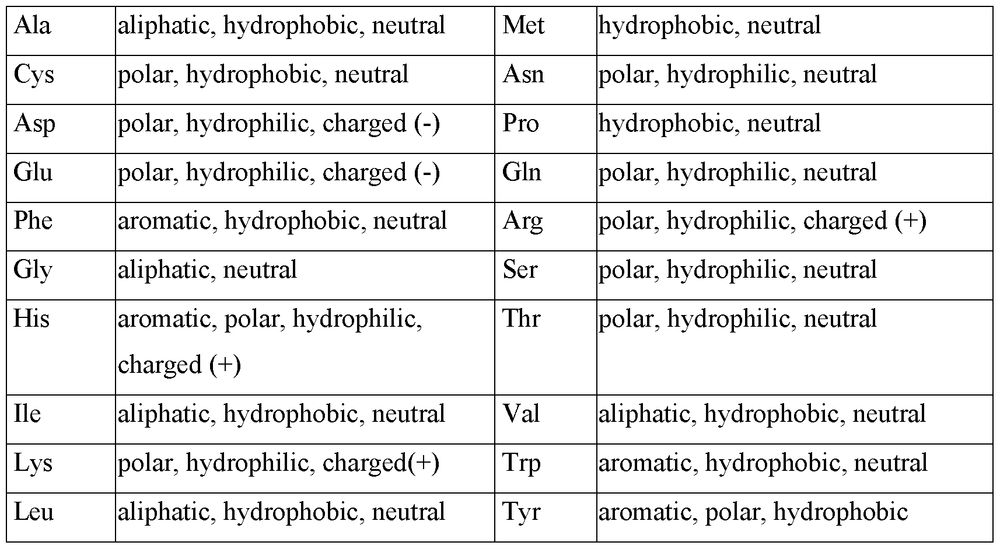 Ala aliphatic, hydrophobic, neutral Met hydrophobic, neutral
Cys polar, hydrophobic, neutral Asn polar, hydrophilic, neutral
Asp polar, hydrophilic, charged (-) Pro hydrophobic, neutral
Glu polar, hydrophilic, charged (-) Gln polar, hydrophilic, neutral
Phe aromatic, hydrophobic, neutral Arg polar, hydrophilic, charged (+)
Gly aliphatic, neutral Ser polar, hydrophilic, neutral
His aromatic, polar, hydrophilic, Thr polar, hydrophilic, neutral
charged (+)
Ile aliphatic, hydrophobic, neutral Val aliphatic, hydrophobic, neutral
Lys polar, hydrophilic, charged(+) Trp aromatic, hydrophobic, neutral
Leu aliphatic, hydrophobic, neutral Tyr aromatic, polar, hydrophobic